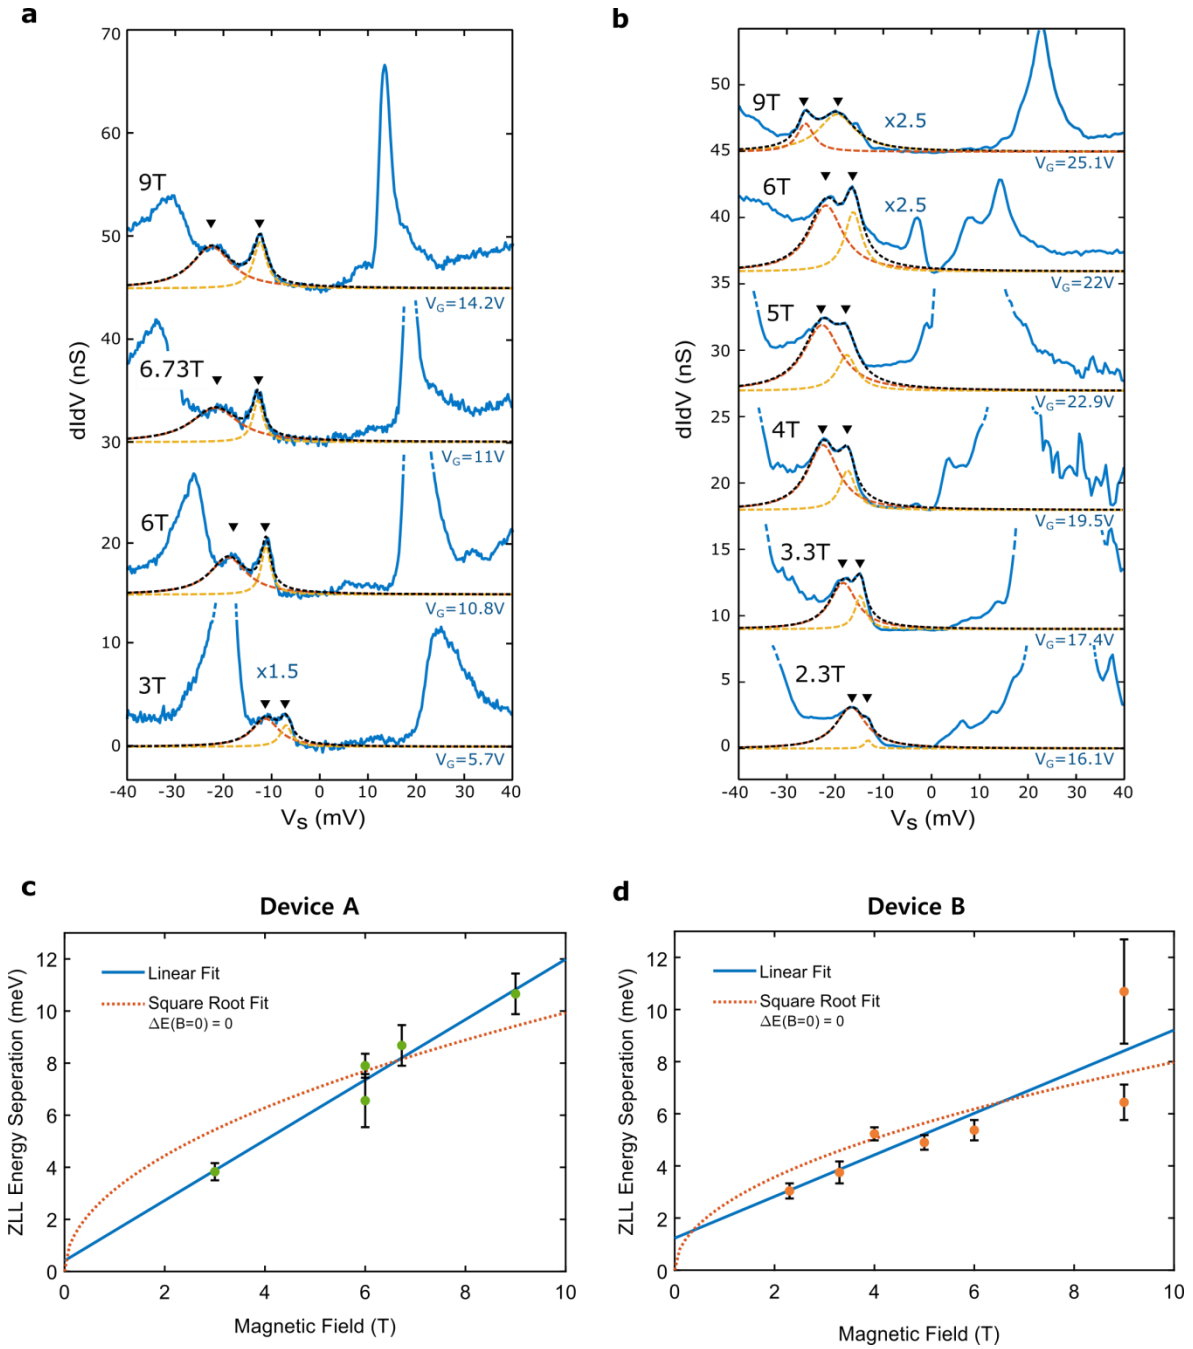 a
70
60
50
40
30
20
10
0
dIdV (nS)
9T
V_G=14.2V
6.73T
V_G=11V
6T
V_G=10.8V
3T
x1.5
V_G=5.7V
-40 -30 -20 -10 0 10 20 30 40
V_S (mV)
b
50
45
40
36
30
27
20
18
10
9
5
0
dIdV (nS)
9T
x2.5
V_G=25.1V
6T
x2.5
V_G=22V
5T
V_G=22.9V
4T
V_G=19.5V
3.3T
V_G=17.4V
2.3T
V_G=16.1V
-40 -30 -20 -10 0 10 20 30 40
V_S (mV)
c
Device A
ZLL Energy Seperation (meV)
12
10
8
6
4
2
0
Linear Fit
Square Root Fit
ΔE(B=0) = 0
0 2 4 6 8 10
Magnetic Field (T)
d
Device B
ZLL Energy Seperation (meV)
12
10
8
6
4
2
0
Linear Fit
Square Root Fit
ΔE(B=0) = 0
0 2 4 6 8 10
Magnetic Field (T)